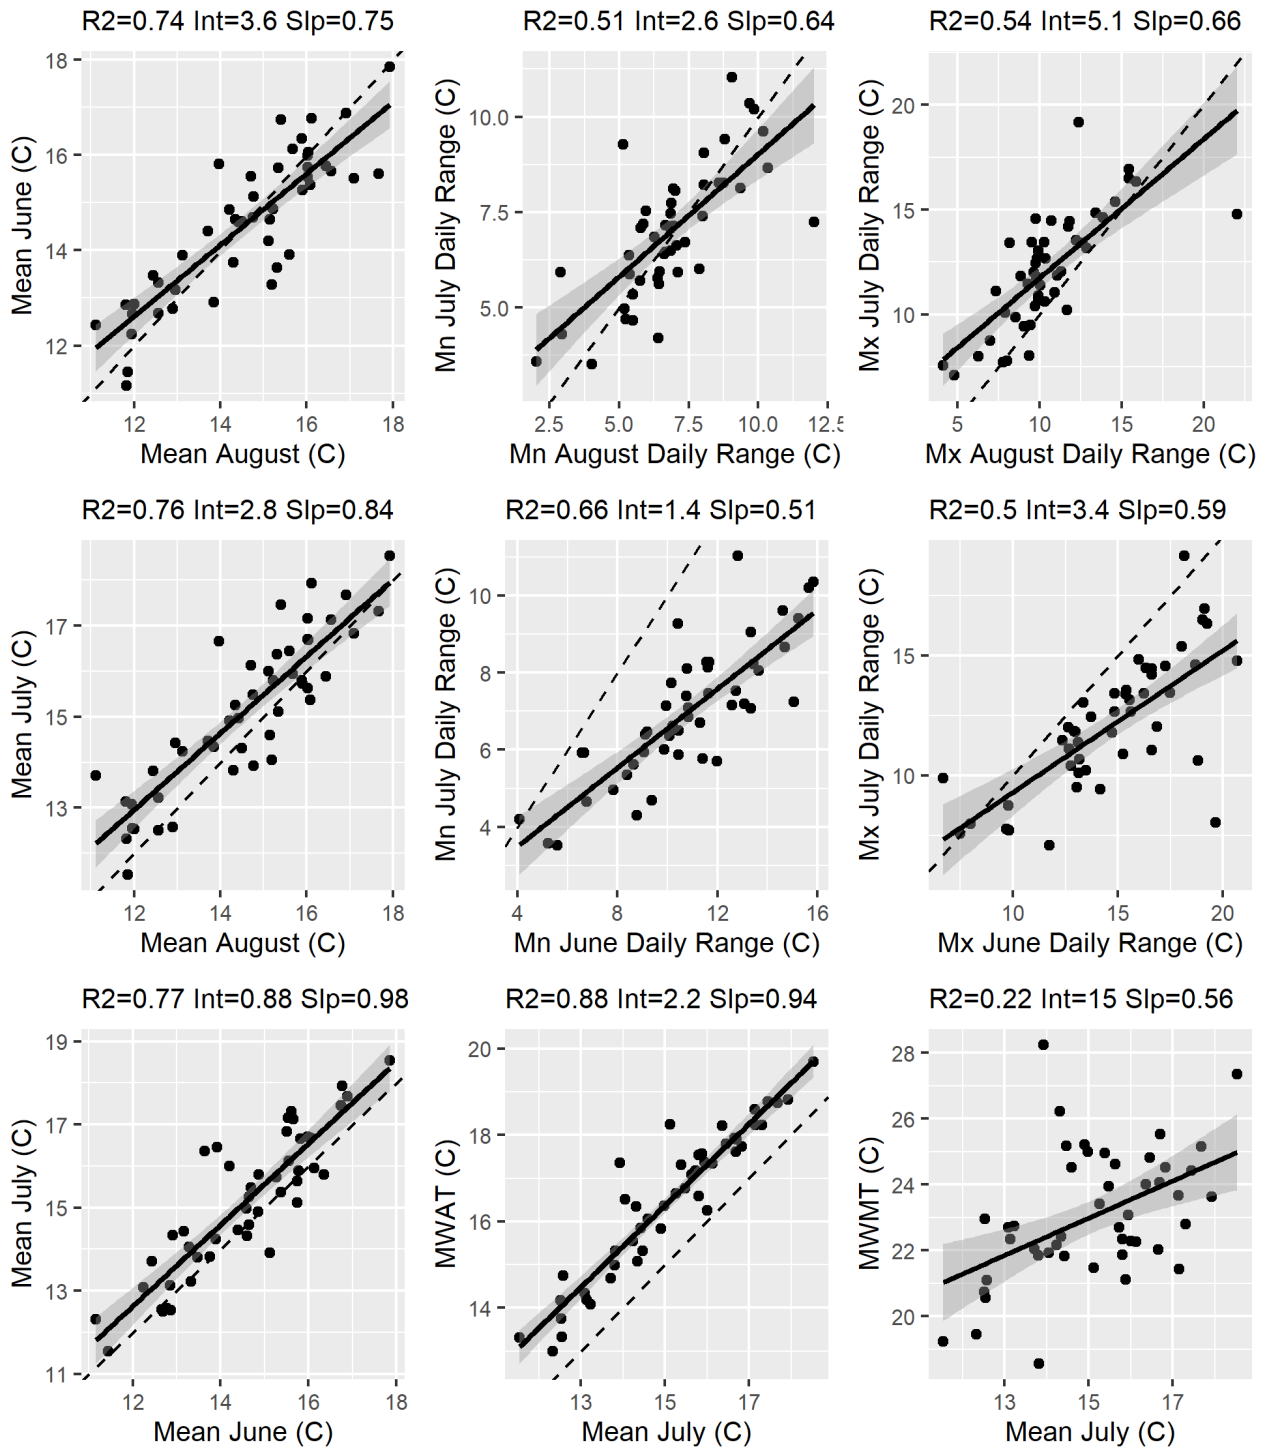 R2=0.74 Int=3.6 Slp=0.75
18
16
14
12
Mean June (C)
12
14
16
18
Mean August (C)
R2=0.51 Int=2.6 Slp=0.64
10.0
7.5
5.0
Mn July Daily Range (C)
2.5
5.0
7.5
10.0
12.5
Mn August Daily Range (C)
R2=0.54 Int=5.1 Slp=0.66
20
15
10
Mx July Daily Range (C)
5
10
15
20
Mx August Daily Range (C)
R2=0.76 Int=2.8 Slp=0.84
17
15
13
Mean July (C)
12
14
16
18
Mean August (C)
R2=0.66 Int=1.4 Slp=0.51
10
8
6
4
Mn July Daily Range (C)
4
8
12
16
Mn June Daily Range (C)
R2=0.5 Int=3.4 Slp=0.59
15
10
Mx July Daily Range (C)
10
15
20
Mx June Daily Range (C)
R2=0.77 Int=0.88 Slp=0.98
19
17
15
13
11
Mean July (C)
12
14
16
18
Mean June (C)
R2=0.88 Int=2.2 Slp=0.94
20
18
16
14
MWAT (C)
13
15
17
Mean July (C)
R2=0.22 Int=15 Slp=0.56
28
26
24
22
20
MWMT (C)
13
15
17
Mean July (C)